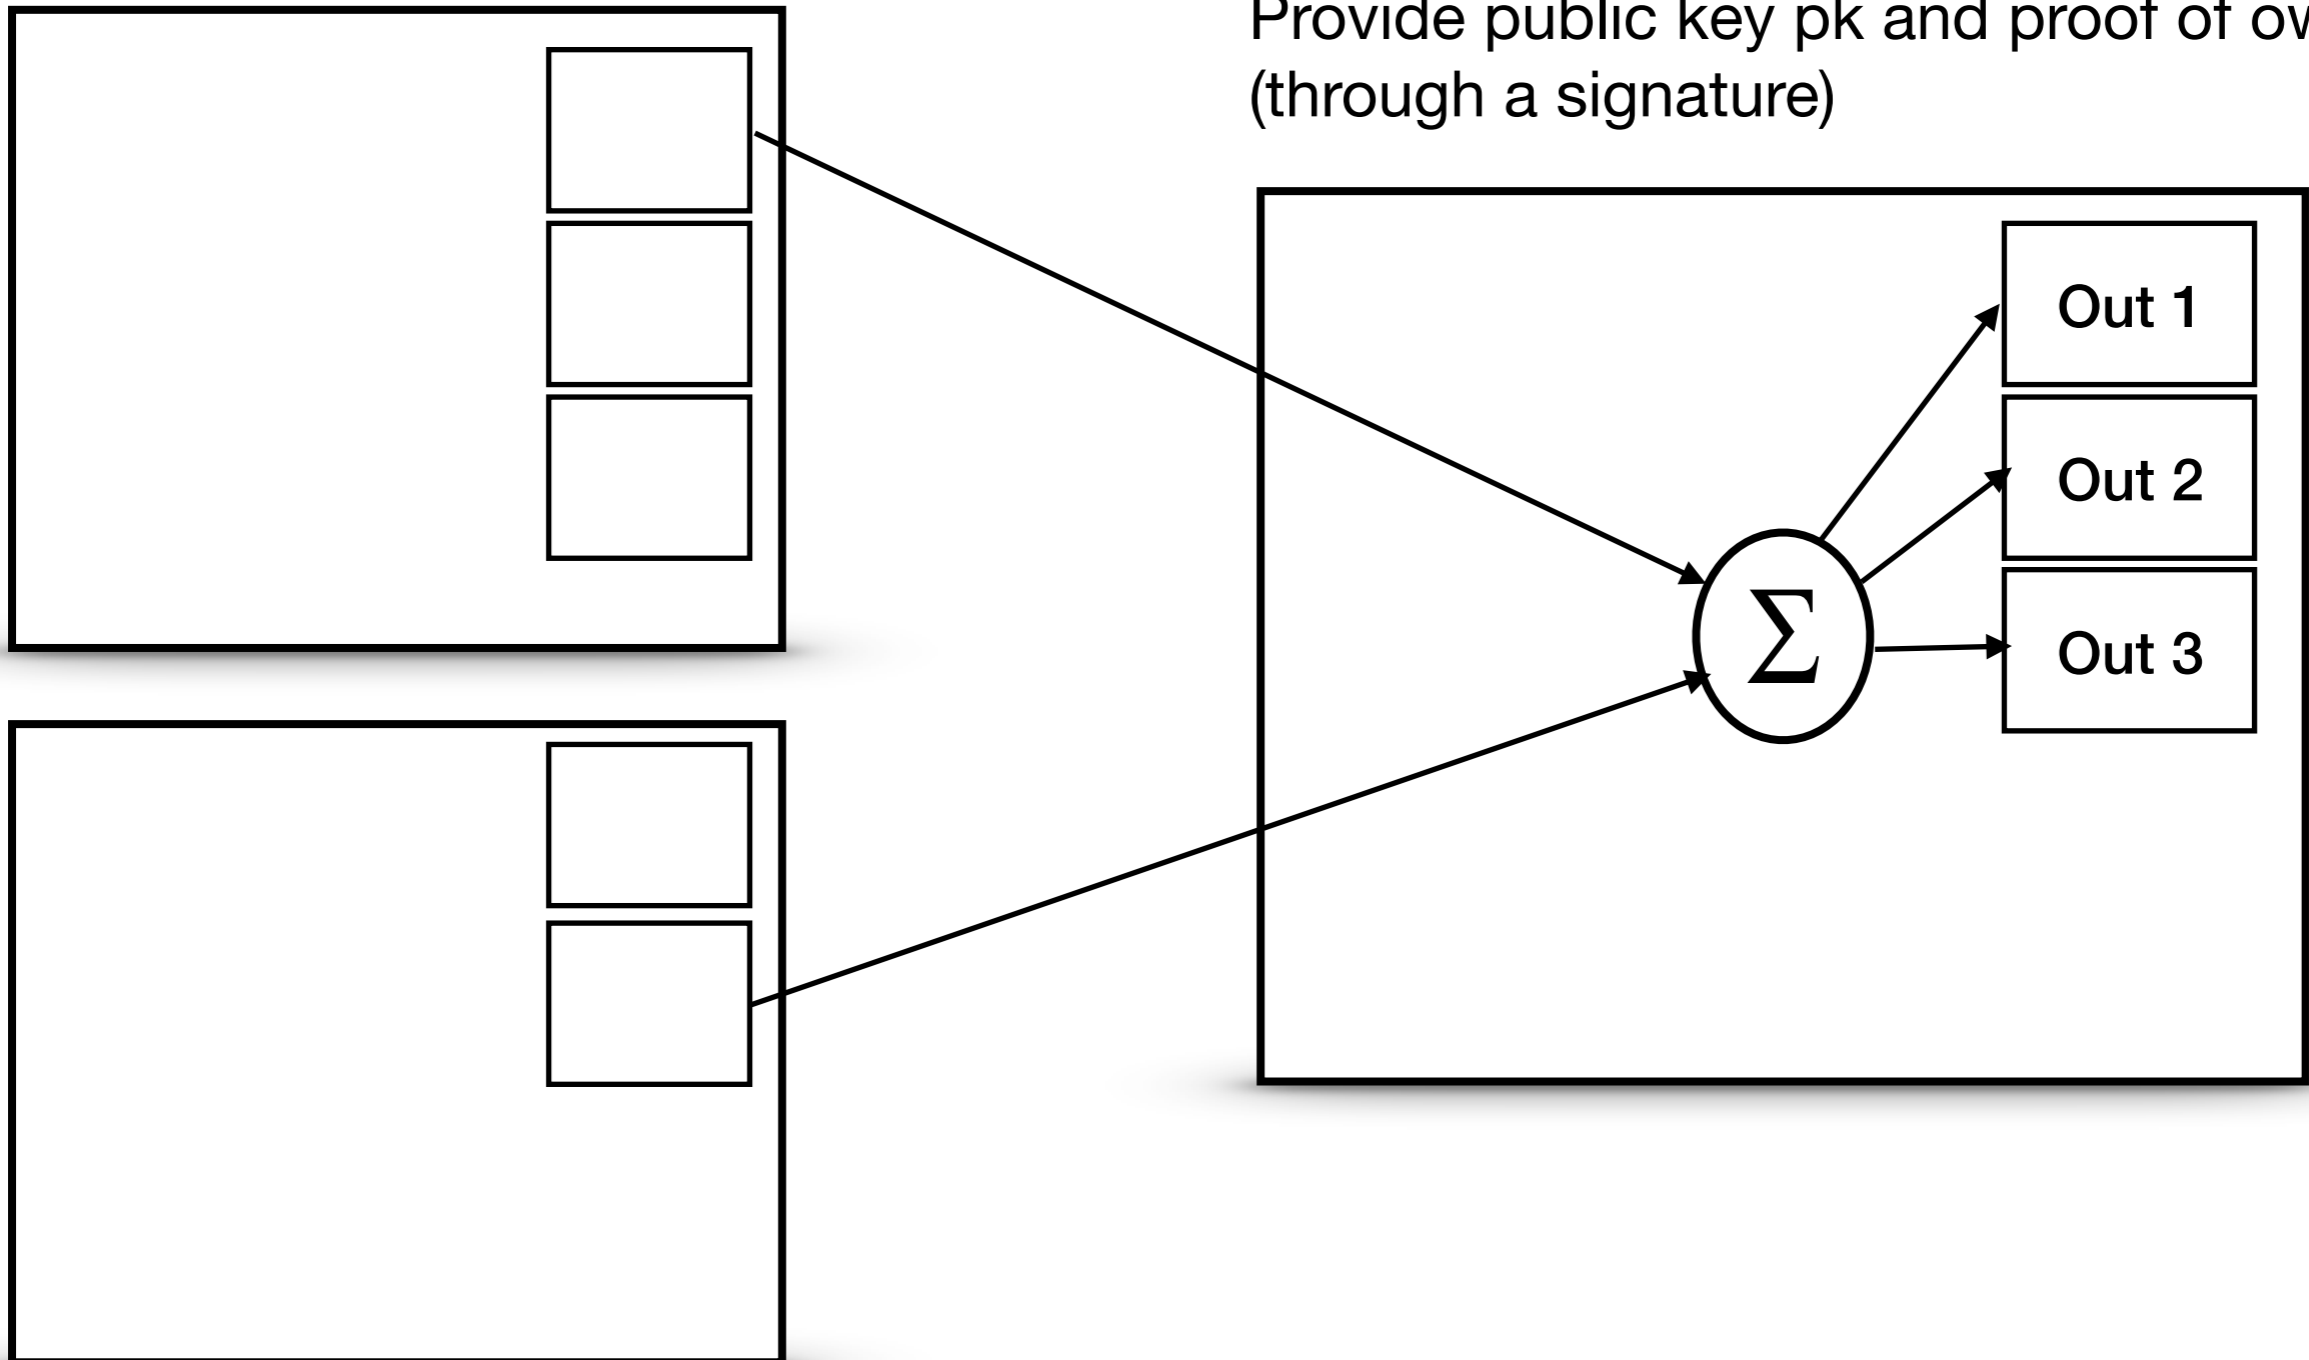 Provide public key pk and proof of
(through a signature)
Out 1
Out 2
Σ
Out 3